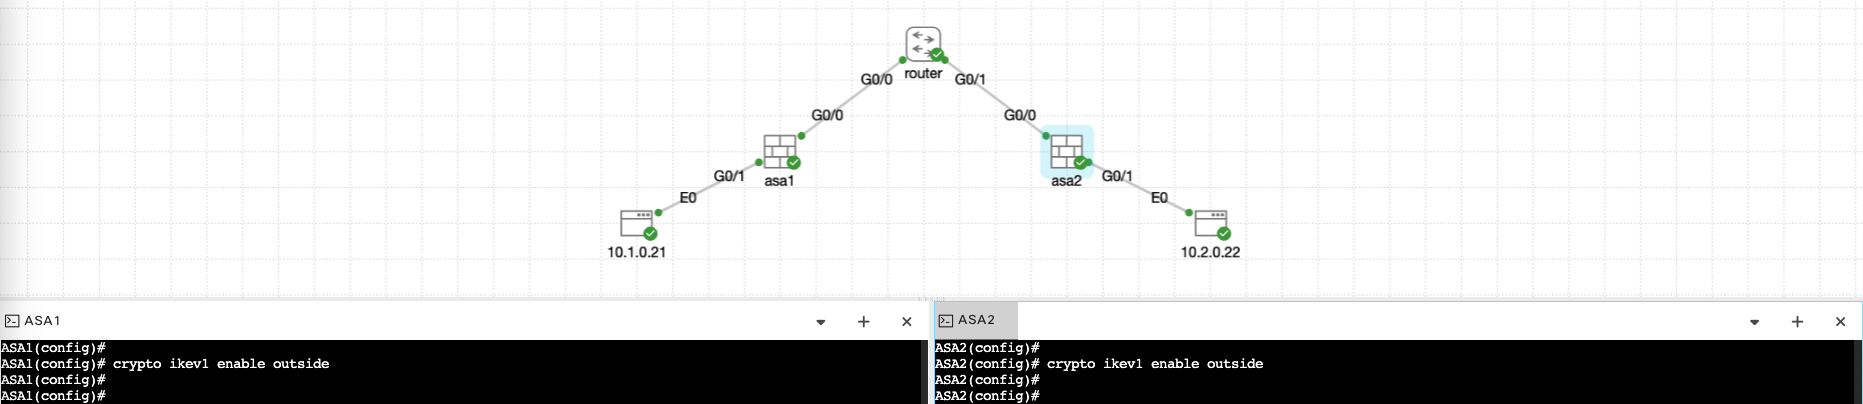 router
G0/0
G0/1
G0/0
G0/0
asa1
asa2
G0/1
G0/1
E0
E0
10.1.0.21
10.2.0.22
ASA1
ASA1(config)#
ASA1(config)# crypto ikev1 enable outside
ASA1(config)#
ASA1(config)#
ASA2
ASA2(config)#
ASA2(config)# crypto ikev1 enable outside
ASA2(config)#
ASA2(config)#